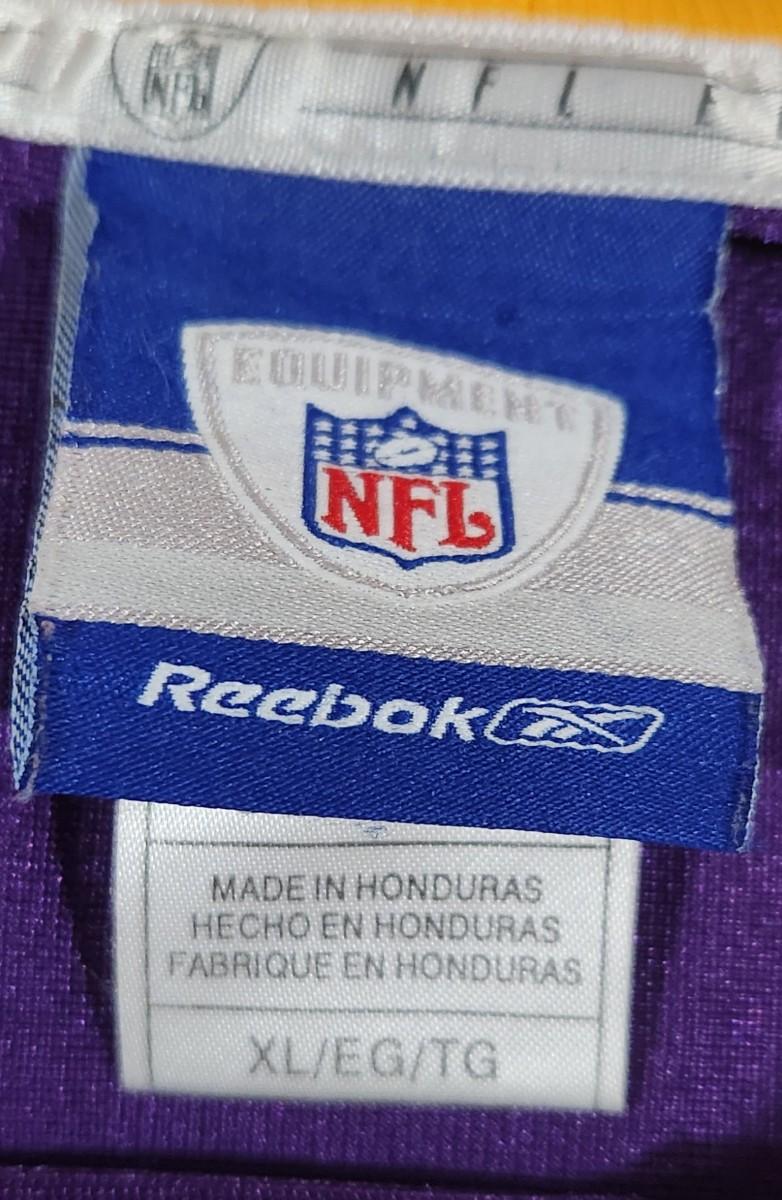 NFL N F L
EQUIPMENT
NFL
Reebok
MADE IN HONDURAS
HECHO EN HONDURAS
FABRIQUE EN HONDURAS
XL/EG/TG